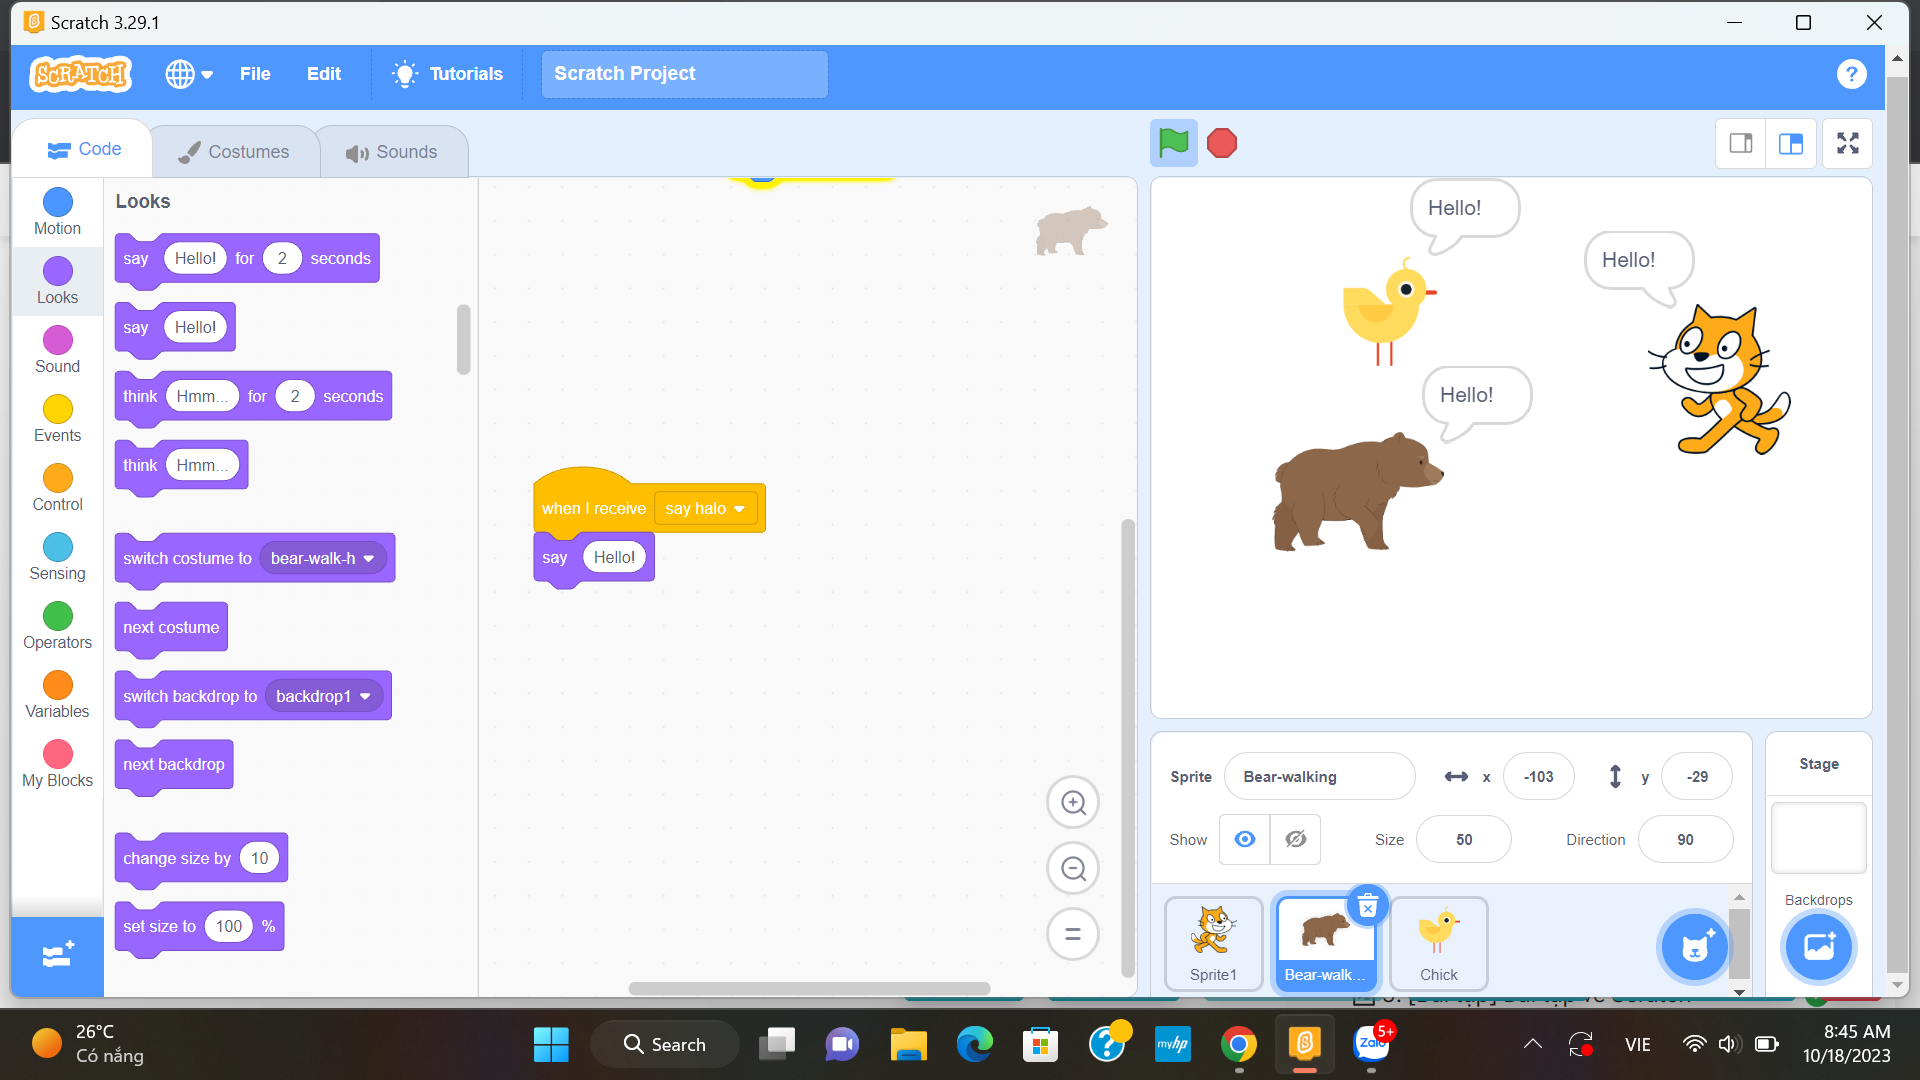 Scratch 3.29.1
SCRATCH
File
Edit
Tutorials
Scratch Project
?
Code
Costumes
Sounds
Motion
Looks
Sound
Events
Control
Sensing
Operators
Variables
My Blocks
Looks
say Hello! for 2 seconds
say Hello!
think Hmm... for 2 seconds
think Hmm...
switch costume to bear-walk-h
next costume
switch backdrop to backdrop1
next backdrop
change size by 10
set size to 100 %
when I receive say halo
say Hello!
Hello!
Hello!
Hello!
Sprite Bear-walking x -103 y -29
Show Size 50 Direction 90
Sprite1
Bear-walk...
Chick
Stage
Backdrops
26°C
Có nắng
Search
myhp
Zalo
5+
VIE
8:45 AM
10/18/2023